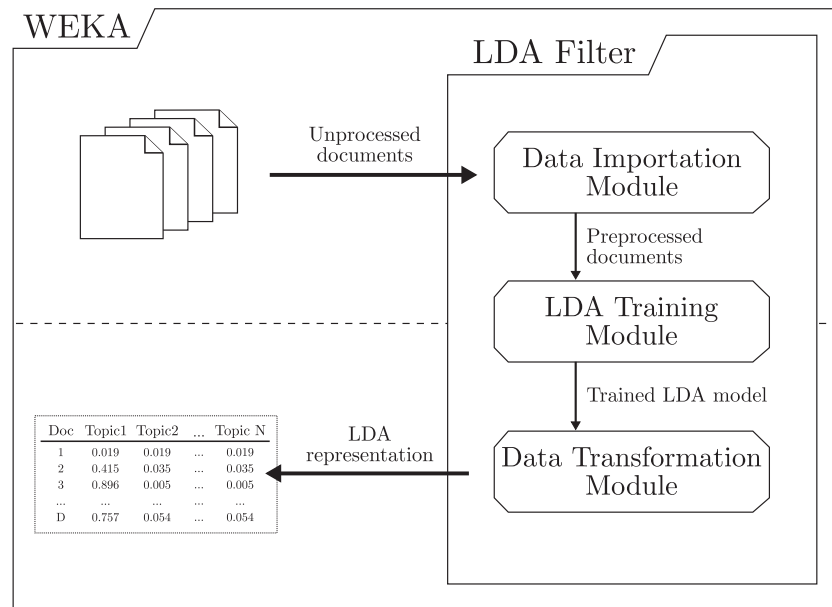 WEKA
LDA Filter
Unprocessed
documents
Data Importation
Module
Preprocessed
documents
LDA Training
Module
Trained LDA model
Data Transformation
Module
LDA
representation
Doc Topic1 Topic2 ... Topic N
1 0.019 0.019 ... 0.019
2 0.415 0.035 ... 0.035
3 0.896 0.005 ... 0.005
... ... ... ... ...
D 0.757 0.054 ... 0.054